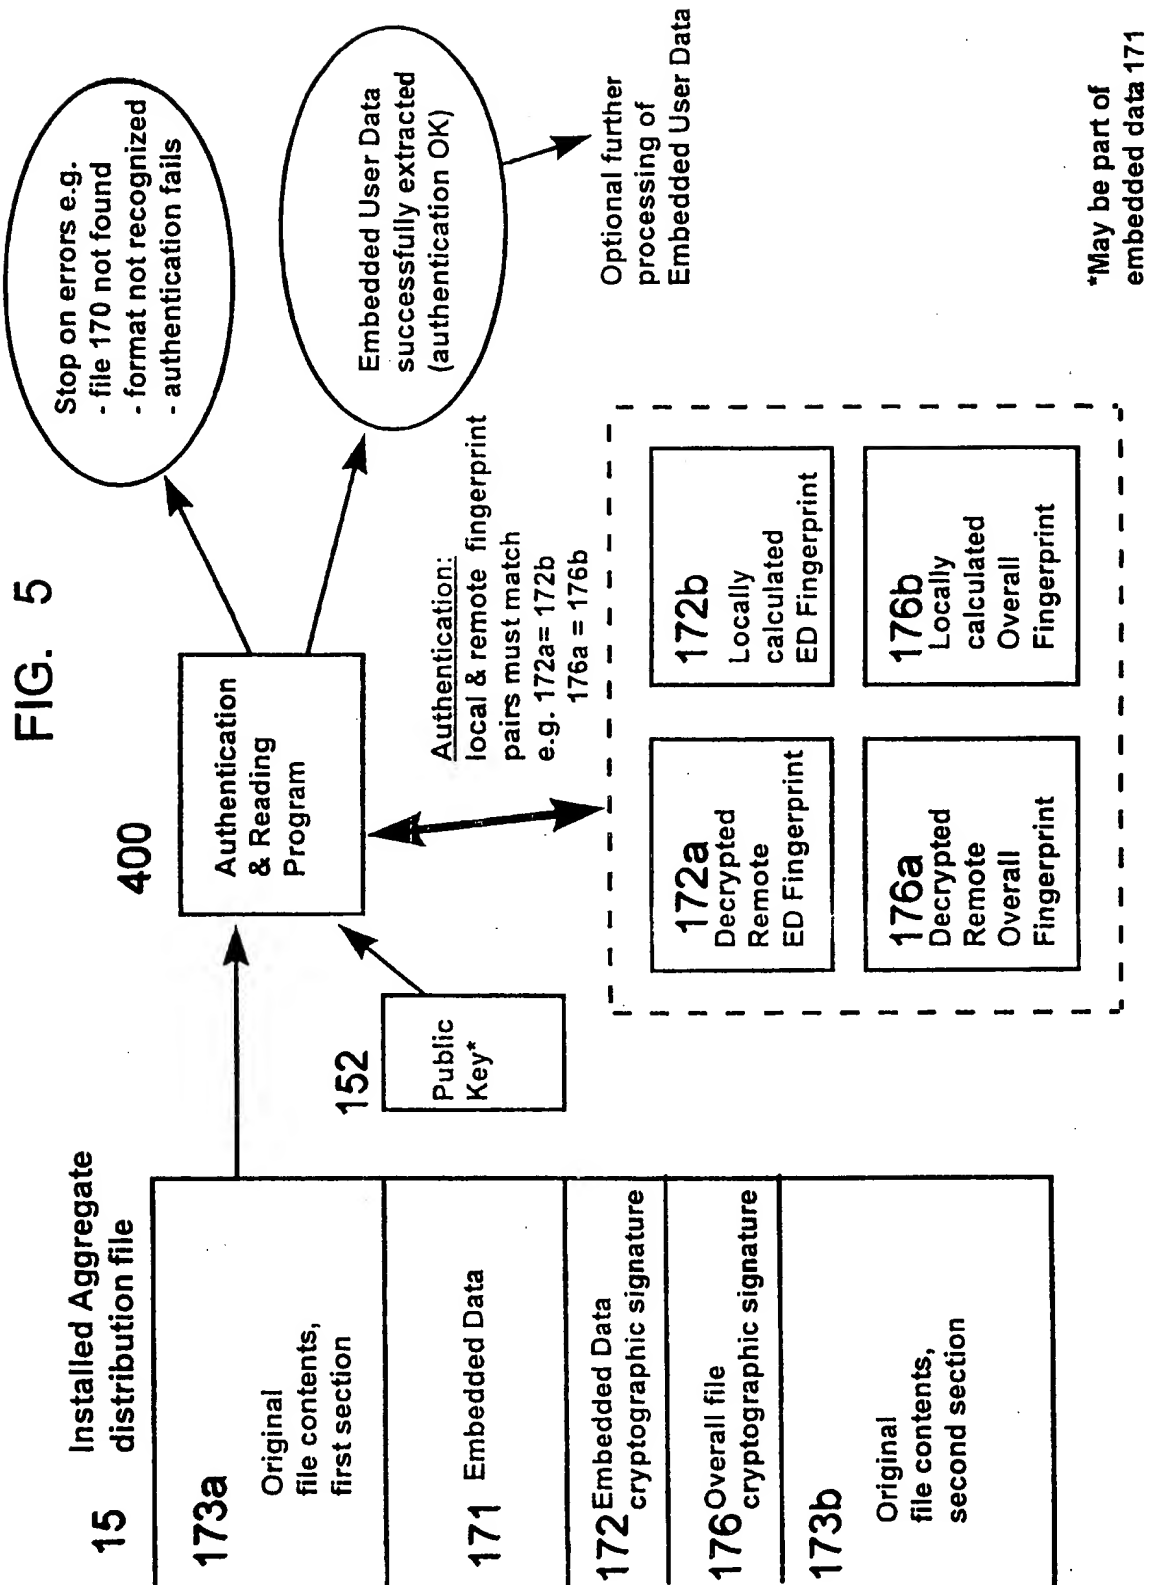 FIG. 5
15
Installed Aggregate
distribution file
173a
Original
file contents,
first section
171 Embedded Data
172 Embedded Data
cryptographic signature
176 Overall file
cryptographic signature
173b
Original
file contents,
second section
400
Authentication
& Reading
Program
152
Public
Key*
Stop on errors e.g.
- file 170 not found
- format not recognized
- authentication fails
Embedded User Data
successfully extracted
(authentication OK)
Optional further
processing of
Embedded User Data
Authentication:
local & remote fingerprint
pairs must match
e.g. 172a= 172b
176a = 176b
172a
Decrypted
Remote
ED Fingerprint
172b
Locally
calculated
ED Fingerprint
176a
Decrypted
Remote
Overall
Fingerprint
176b
Locally
calculated
Overall
Fingerprint
*May be part of
embedded data 171